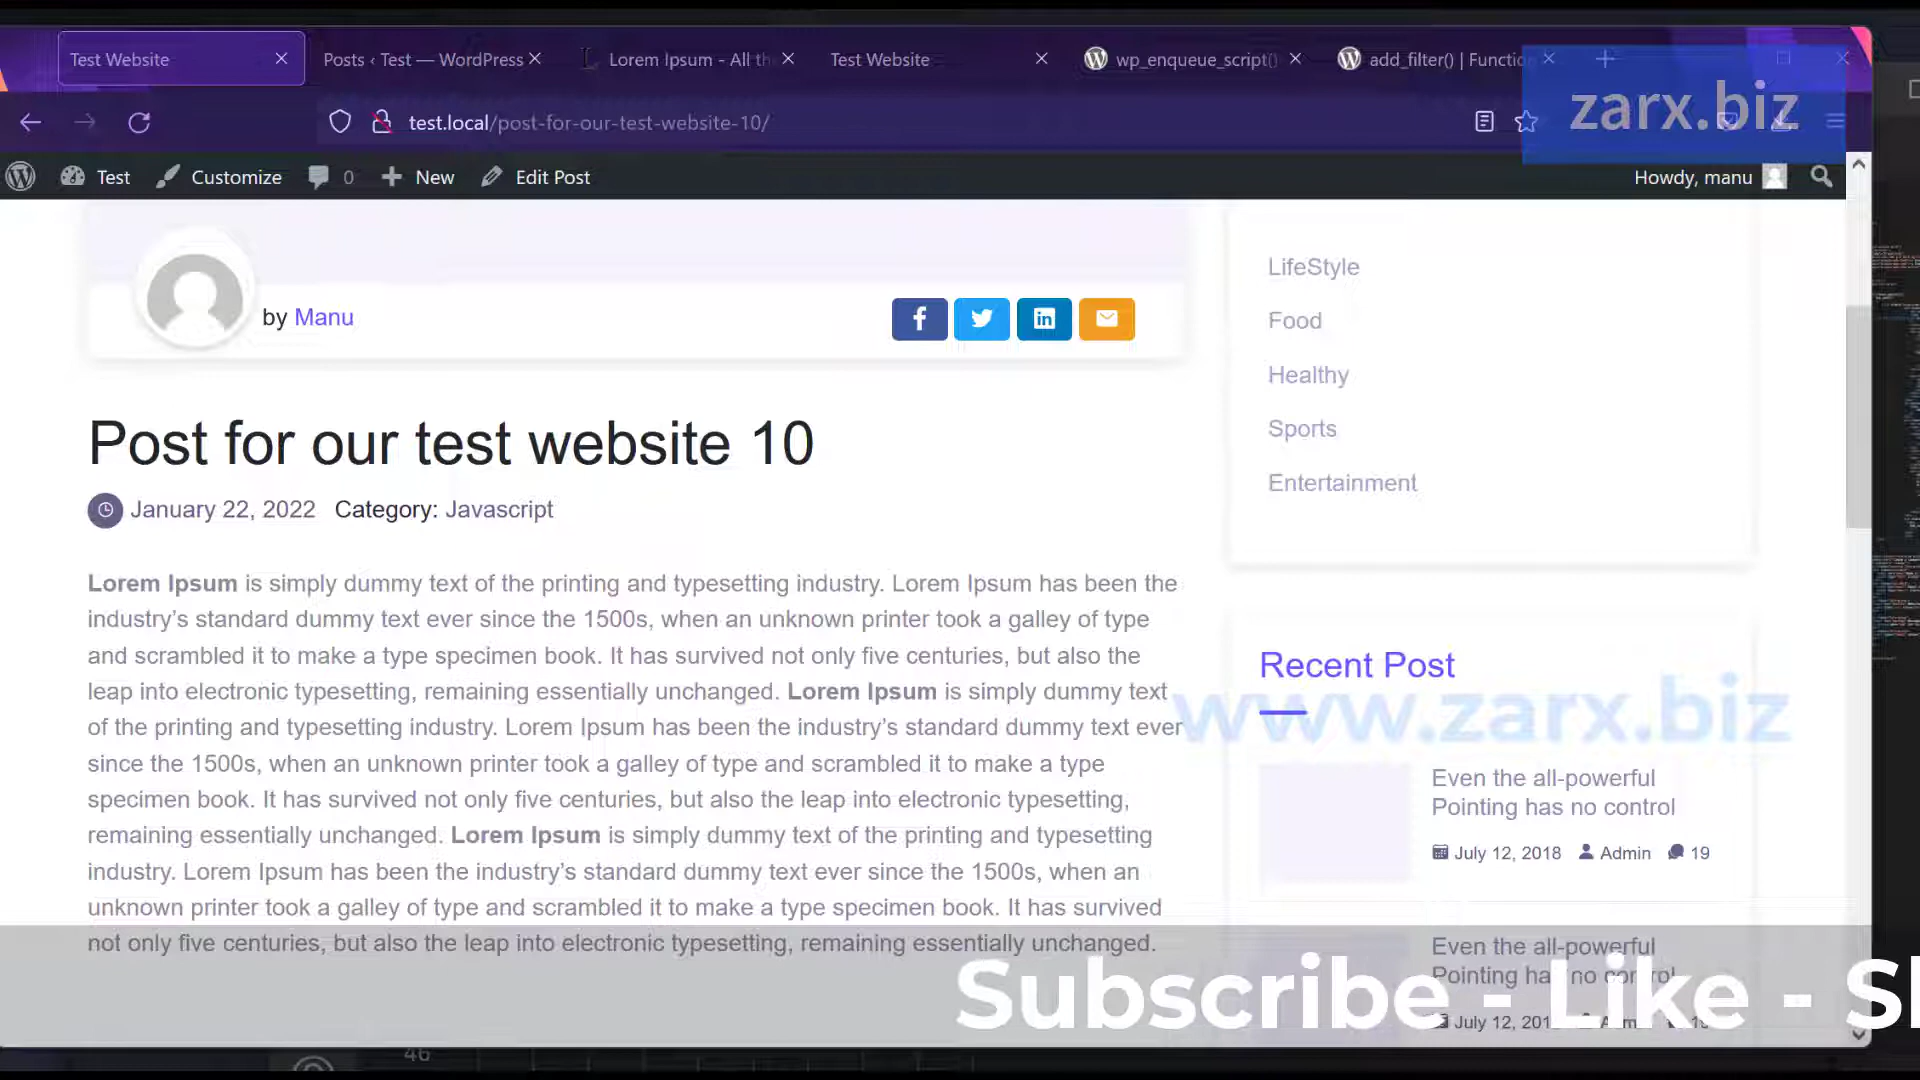 Test Website
Posts ‹ Test — WordPress
Lorem Ipsum - All th
Test Website
wp_enqueue_script()
add_filter() | Functio
zarx.biz
test.local/post-for-our-test-website-10/
Test
Customize
0
New
Edit Post
Howdy, manu
by Manu
Post for our test website 10
January 22, 2022 Category: Javascript
Lorem Ipsum is simply dummy text of the printing and typesetting industry. Lorem Ipsum has been the
industry’s standard dummy text ever since the 1500s, when an unknown printer took a galley of type
and scrambled it to make a type specimen book. It has survived not only five centuries, but also the
leap into electronic typesetting, remaining essentially unchanged. Lorem Ipsum is simply dummy text
of the printing and typesetting industry. Lorem Ipsum has been the industry’s standard dummy text ever
since the 1500s, when an unknown printer took a galley of type and scrambled it to make a type
specimen book. It has survived not only five centuries, but also the leap into electronic typesetting,
remaining essentially unchanged. Lorem Ipsum is simply dummy text of the printing and typesetting
industry. Lorem Ipsum has been the industry’s standard dummy text ever since the 1500s, when an
unknown printer took a galley of type and scrambled it to make a type specimen book. It has survived
not only five centuries, but also the leap into electronic typesetting, remaining essentially unchanged.
LifeStyle
Food
Healthy
Sports
Entertainment
Recent Post
www.zarx.biz
Even the all-powerful
Pointing has no control
July 12, 2018 Admin 19
Even the all-powerful
Pointing has no control
July 12, 201
Subscribe - Like - S
46